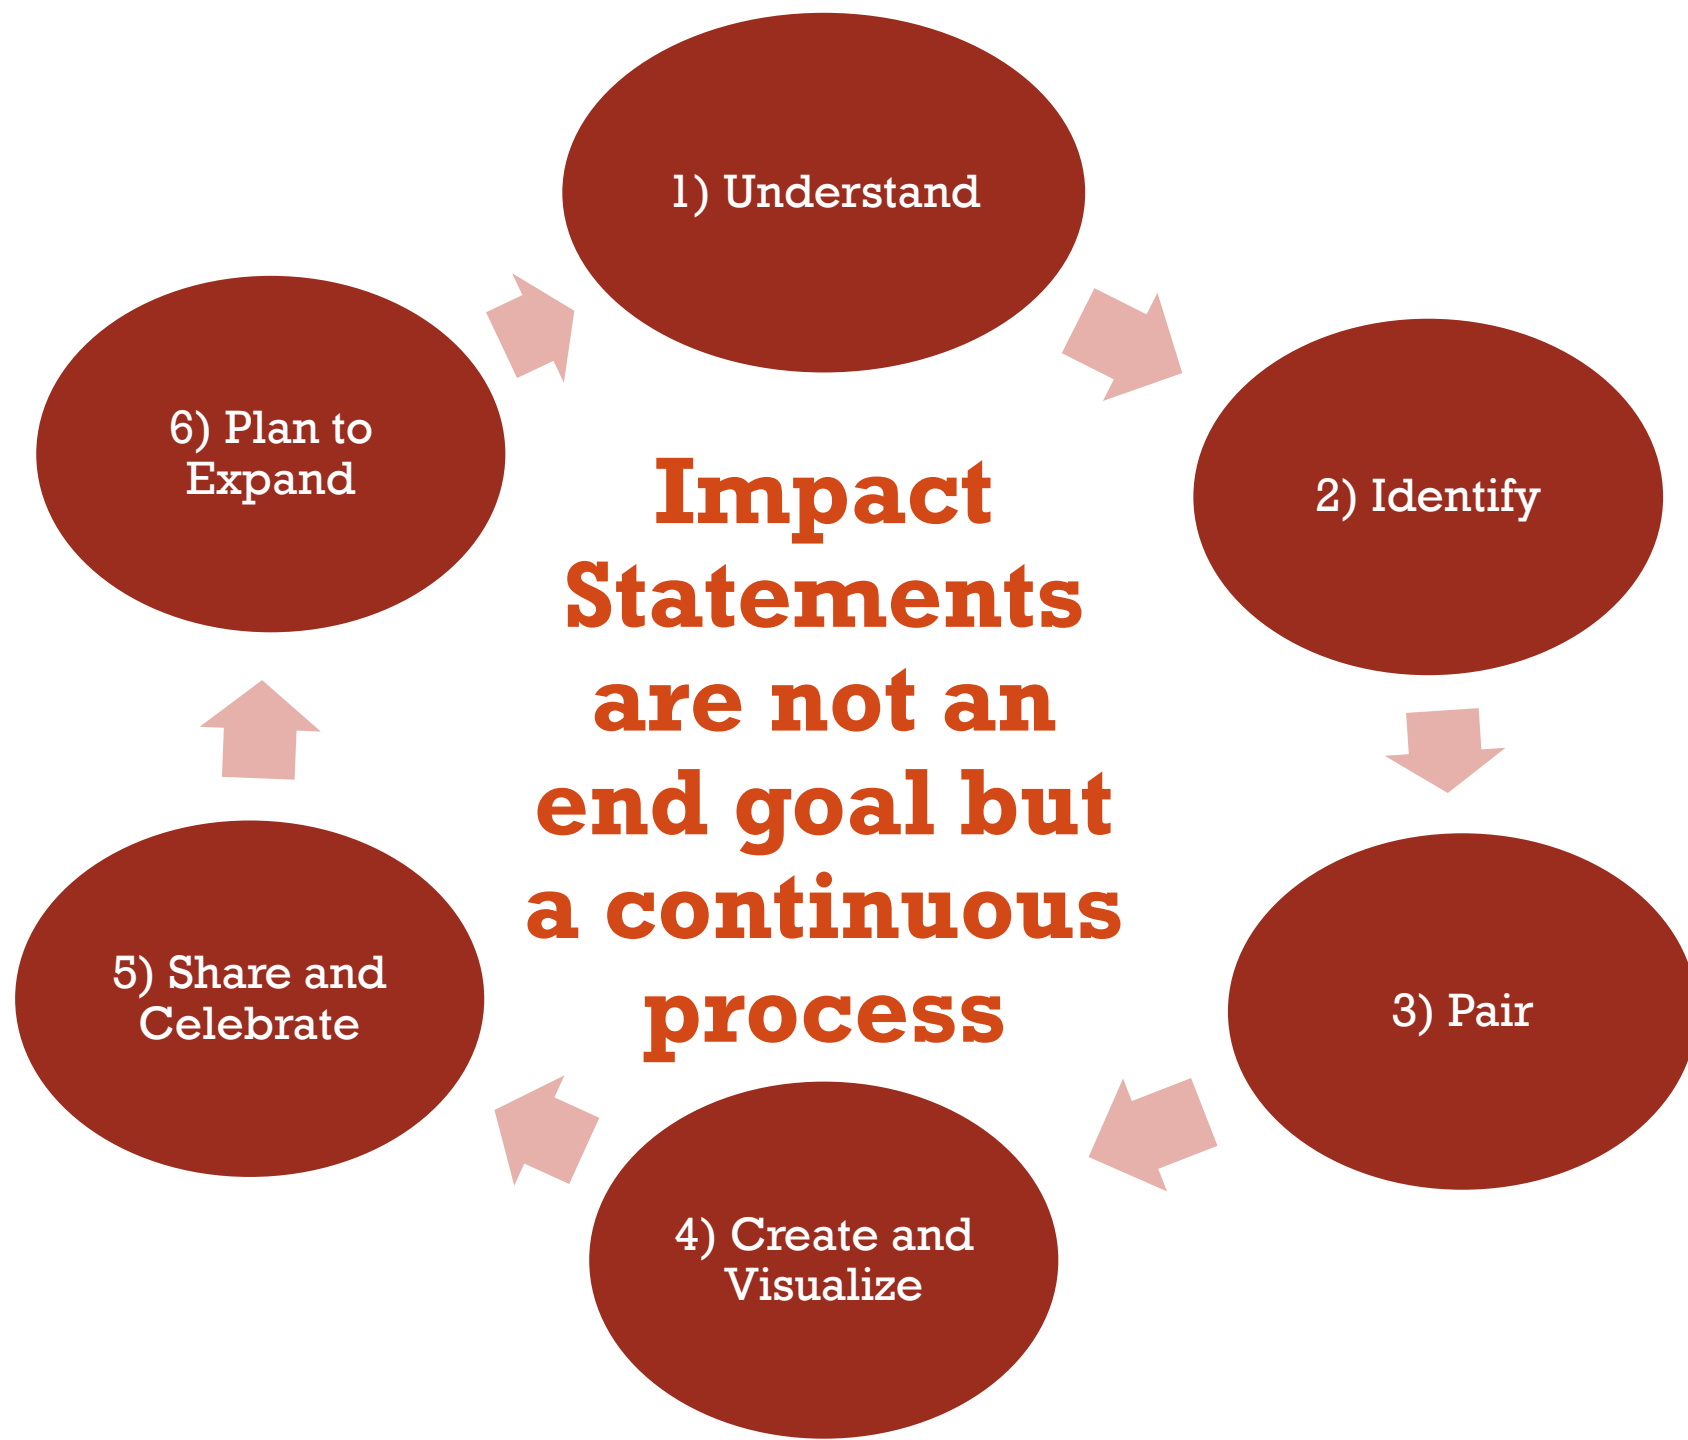 1) Understand
2) Identify
3) Pair
4) Create and
Visualize
5) Share and
Celebrate
6) Plan to
Expand
Impact
Statements
are not an
end goal but
a continuous
process